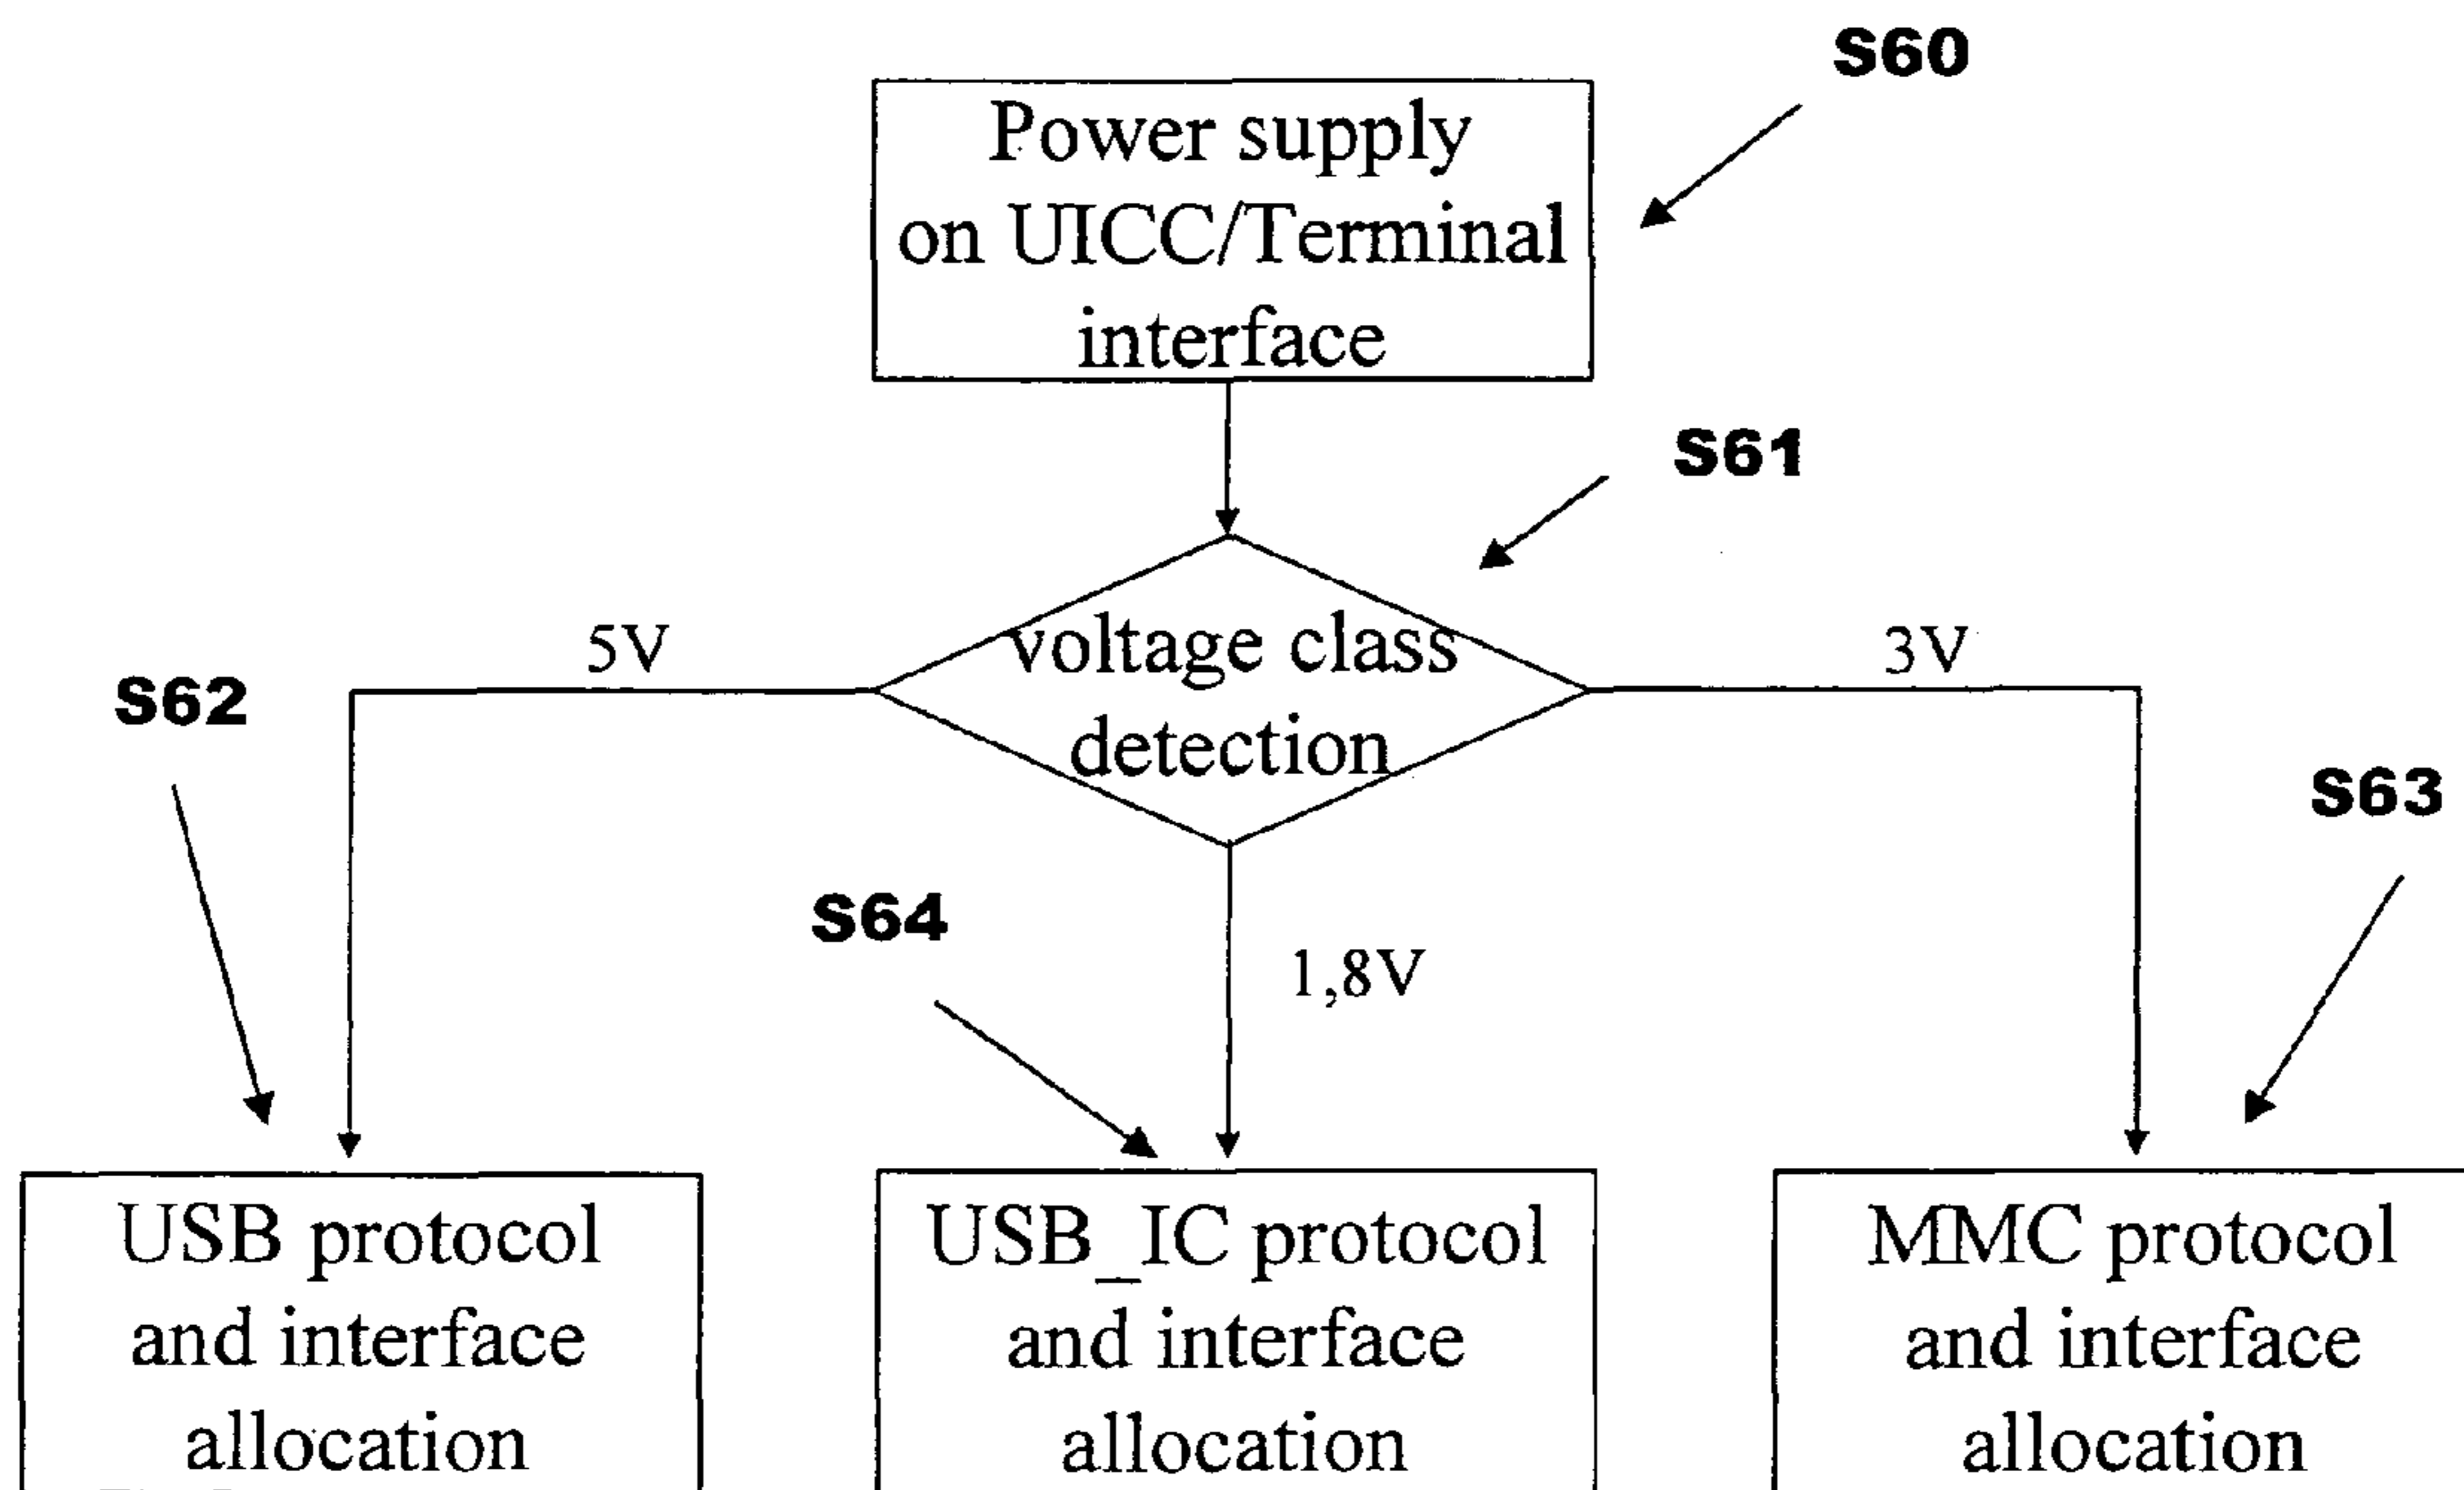 S60
Power supply
on UICC/Terminal
interface
S61
voltage class
detection
5V
3V
S62
S63
S64
1,8V
USB protocol
and interface
allocation
USB_IC protocol
and interface
allocation
MMC protocol
and interface
allocation